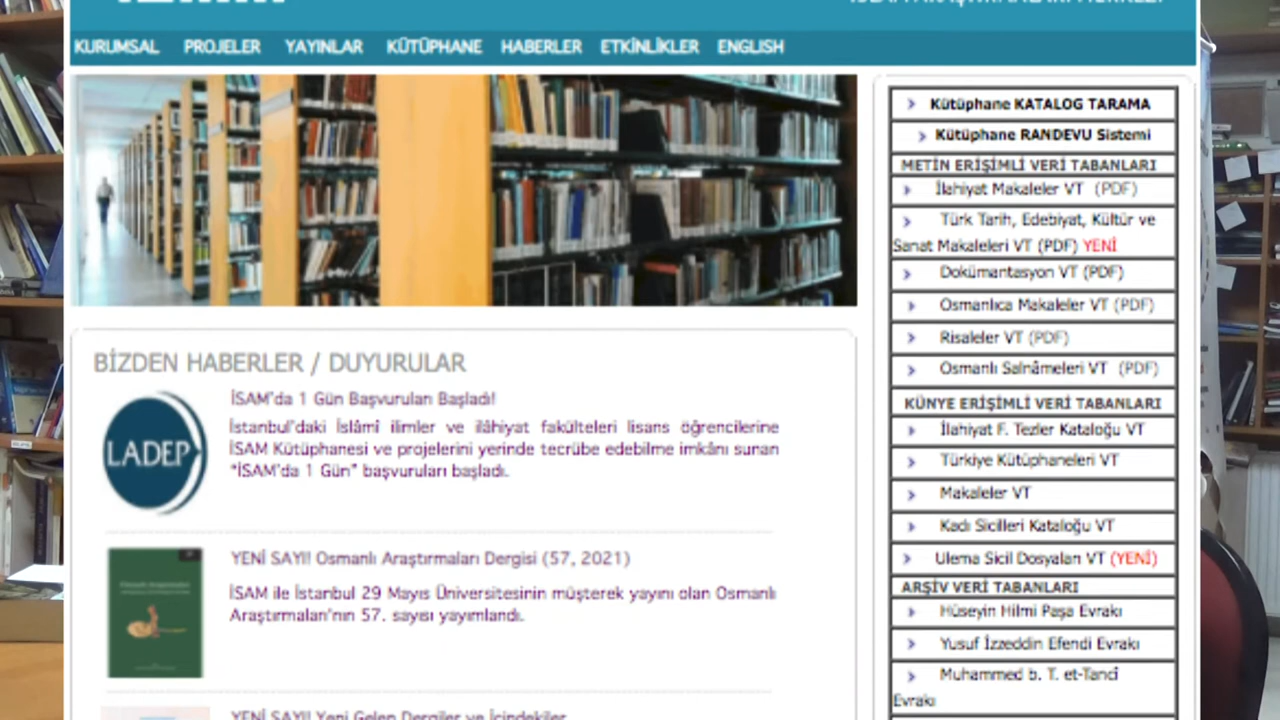 KURUMSAL PROJELER YAYINLAR KÜTÜPHANE HABERLER ETKİNLİKLER ENGLISH
BİZDEN HABERLER / DUYURULAR
LADEP
İSAM'da 1 Gün Başvuruları Başladı!
İstanbul'daki İslâmî ilimler ve ilâhiyat fakülteleri lisans öğrencilerine
İSAM Kütüphanesi ve projelerini yerinde tecrübe edebilme imkânı sunan
"İSAM'da 1 Gün" başvuruları başladı.
YENİ SAYI! Osmanlı Araştırmaları Dergisi (57, 2021)
İSAM ile İstanbul 29 Mayıs Üniversitesinin müşterek yayını olan Osmanlı
Araştırmaları'nın 57. sayısı yayımlandı.
YENİ SAYI! Yeni Gelen Dergiler ve İçindekiler
Kütüphane KATALOG TARAMA
Kütüphane RANDEVU Sistemi
METİN ERİŞİMLİ VERİ TABANLARI
İlahiyat Makaleler VT (PDF)
Türk Tarih, Edebiyat, Kültür ve
Sanat Makaleleri VT (PDF) YENİ
Dokümantasyon VT (PDF)
Osmanlıca Makaleler VT (PDF)
Risaleler VT (PDF)
Osmanlı Salnâmeleri VT (PDF)
KÜNYE ERİŞİMLİ VERİ TABANLARI
İlahiyat F. Tezler Kataloğu VT
Türkiye Kütüphaneleri VT
Makaleler VT
Kadı Sicilleri Kataloğu VT
Ulema Sicil Dosyaları VT (YENİ)
ARŞİV VERİ TABANLARI
Hüseyin Hilmi Paşa Evrakı
Yusuf İzzeddin Efendi Evrakı
Muhammed b. T. et-Tancî
Evrakı